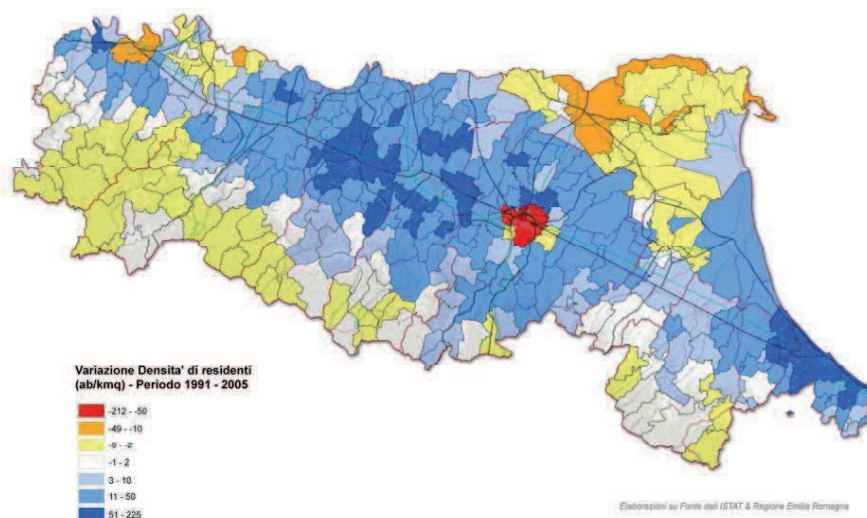 Variazione Densita' di residenti
(ab/kmq) - Periodo 1991 - 2005
-212 - -50
-49 - -10
-9 - -2
-1 - 2
3 - 10
11 - 50
51 - 225
Elaborazioni su Fonte dati ISTAT & Regione Emilia Romagna